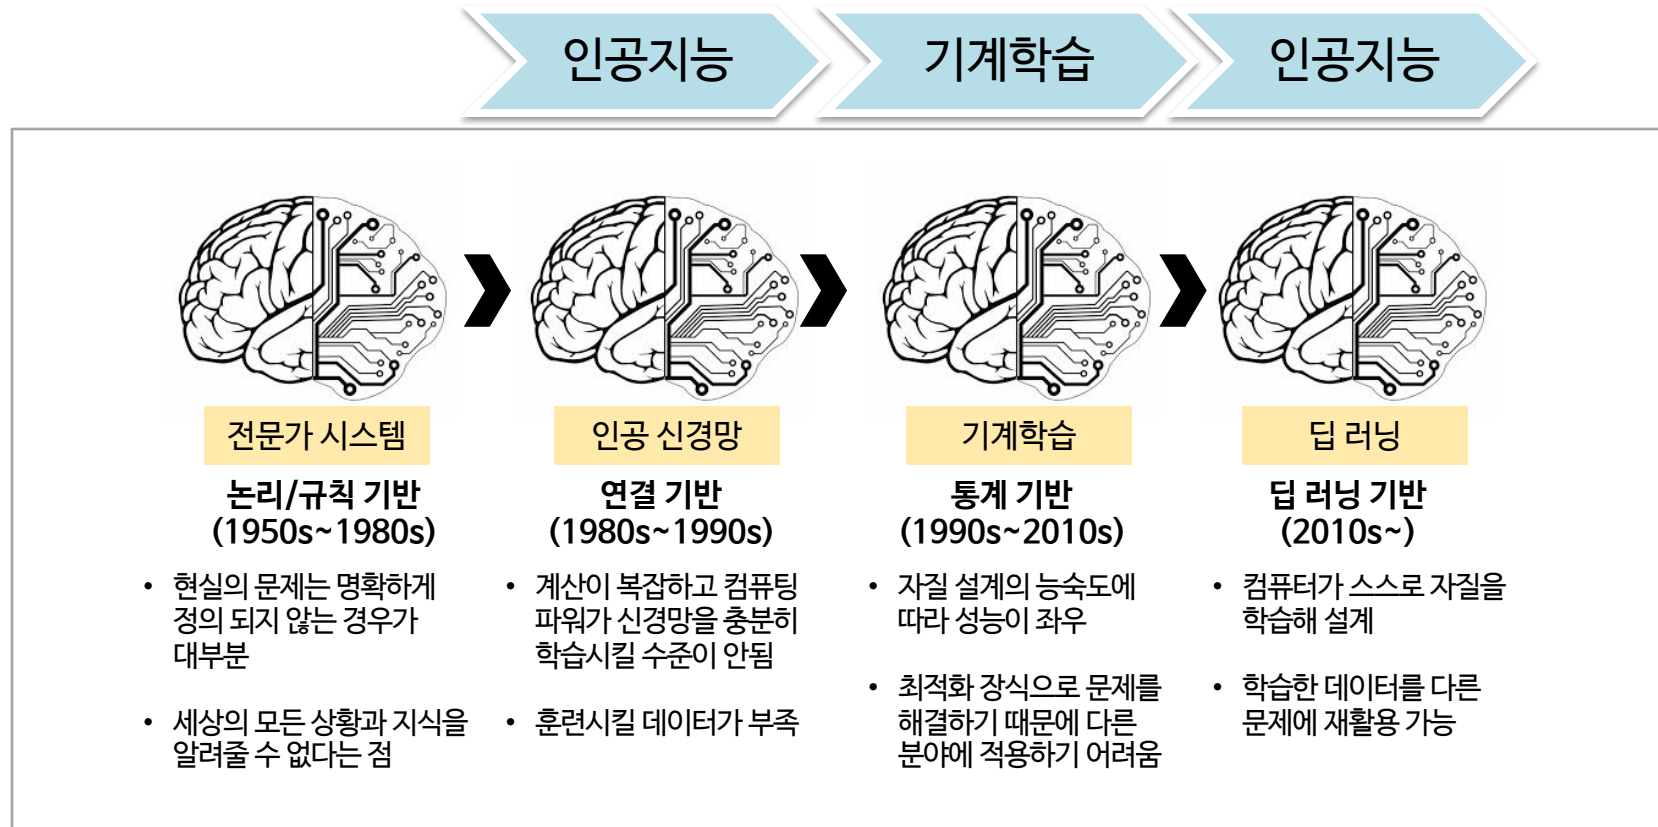 인공지능
기계학습
인공지능
전문가 시스템
논리/규칙 기반
(1950s~1980s)
• 현실의 문제는 명확하게
정의 되지 않는 경우가
대부분
• 세상의 모든 상황과 지식을
알려줄 수 없다는 점
인공 신경망
연결 기반
(1980s~1990s)
• 계산이 복잡하고 컴퓨팅
파워가 신경망을 충분히
학습시킬 수준이 안됨
• 훈련시킬 데이터가 부족
기계학습
통계 기반
(1990s~2010s)
• 자질 설계의 능숙도에
따라 성능이 좌우
• 최적화 장식으로 문제를
해결하기 때문에 다른
분야에 적용하기 어려움
딥 러닝
딥 러닝 기반
(2010s~)
• 컴퓨터가 스스로 자질을
학습해 설계
• 학습한 데이터를 다른
문제에 재활용 가능